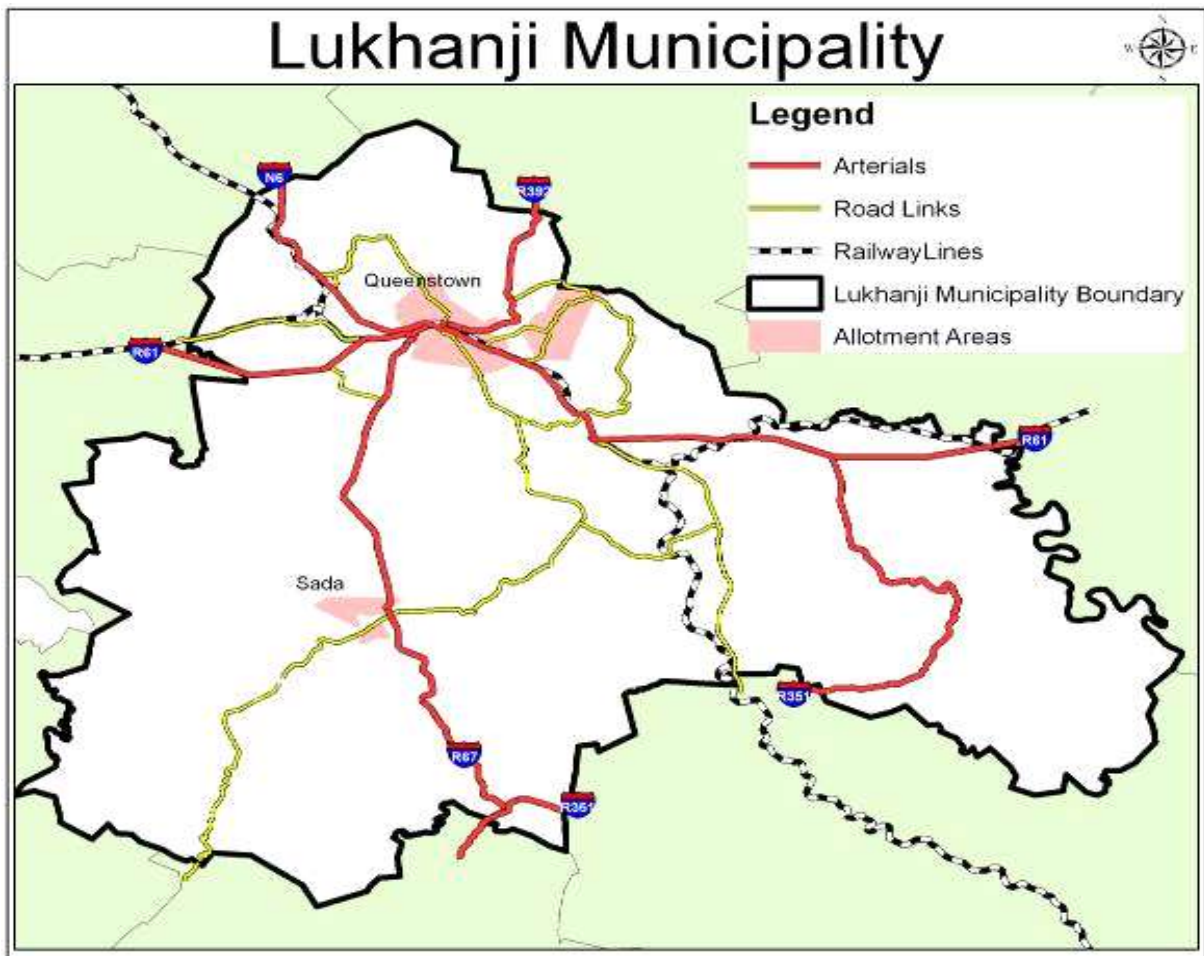 Lukhanji Municipality
N
W E
S
Legend
Arterials
Road Links
RailwayLines
Lukhanji Municipality Boundary
Allotment Areas
N6
R392
Queenstown
R61
R61
Sada
R351
R67
R351